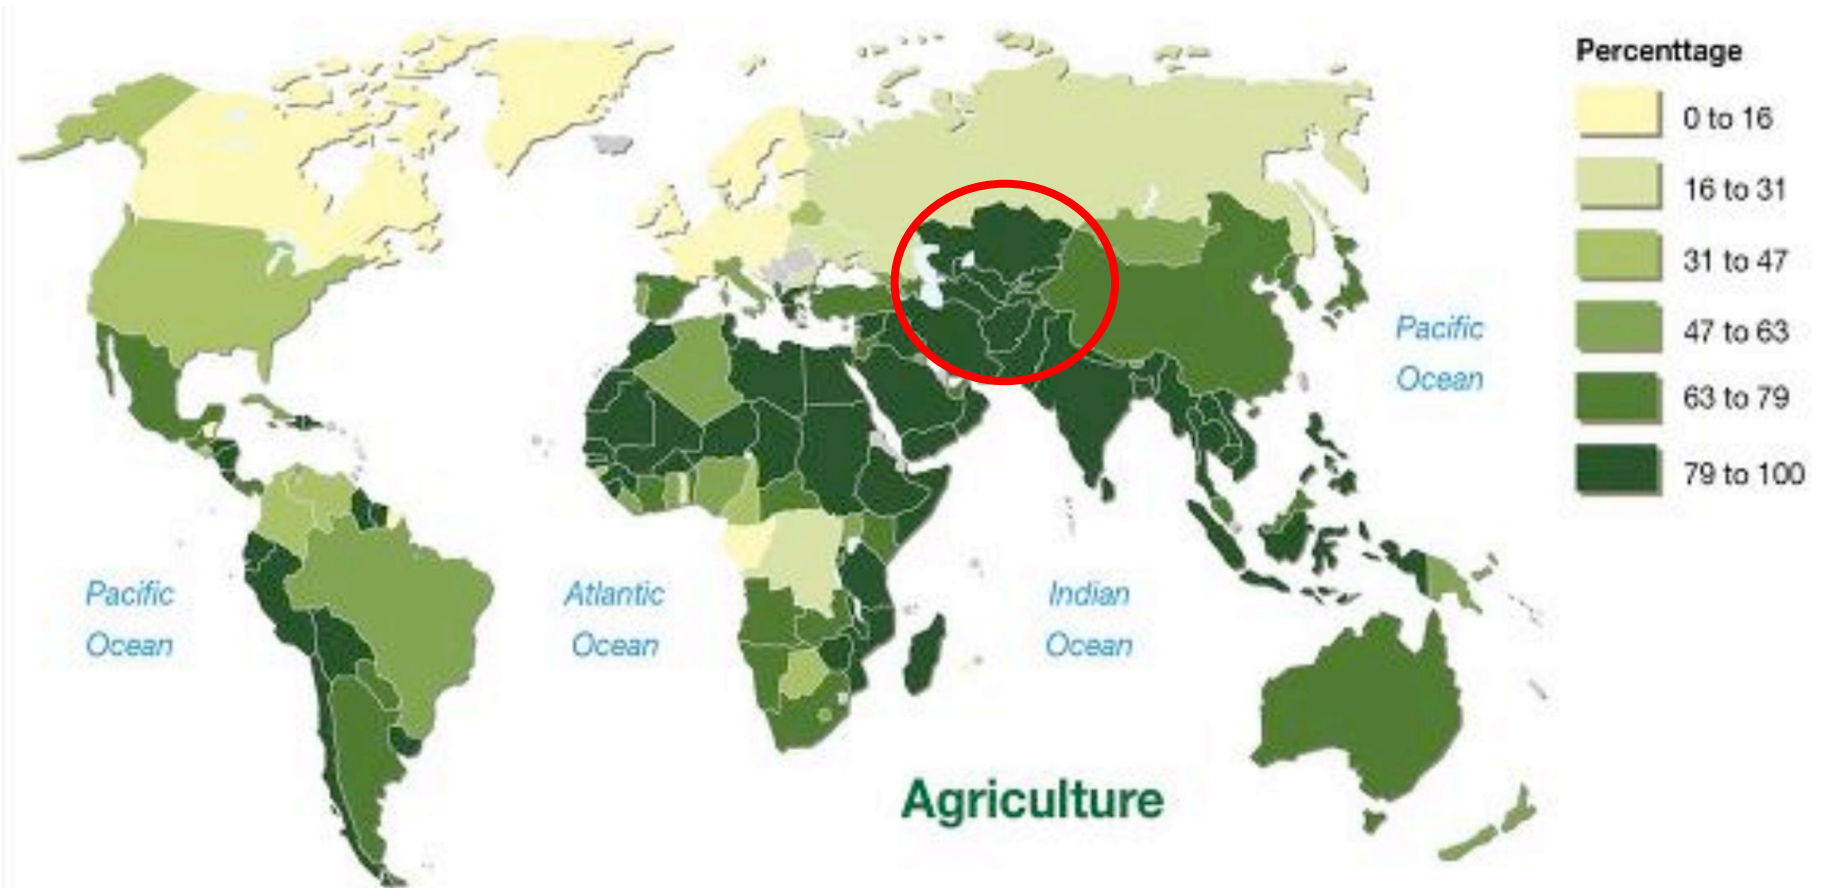 Percenttage
0 to 16
16 to 31
31 to 47
47 to 63
63 to 79
79 to 100
Pacific
Ocean
Pacific
Ocean
Atlantic
Ocean
Indian
Ocean
Agriculture